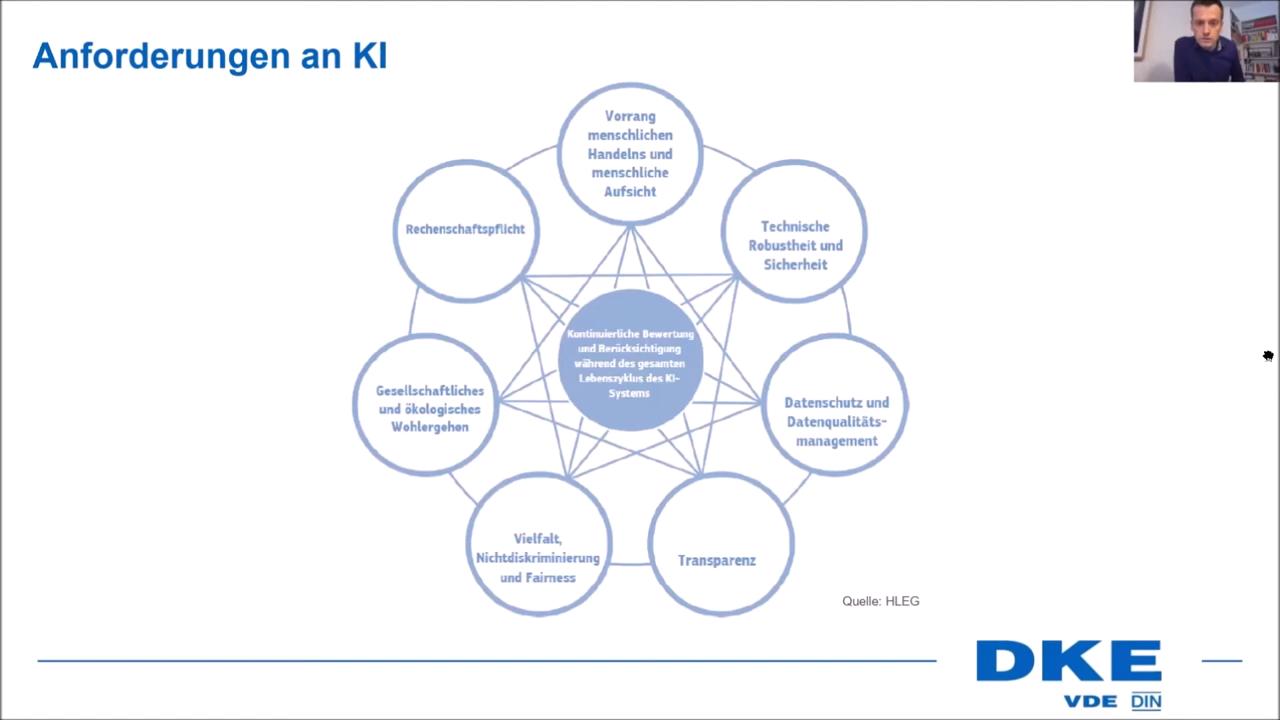 Anforderungen an KI
Vorrang
menschlichen
Handelns und
menschliche
Aufsicht
Technische
Robustheit und
Sicherheit
Datenschutz und
Datenqualitäts-
management
Transparenz
Vielfalt,
Nichtdiskriminierung
und Fairness
Gesellschaftliches
und ökologisches
Wohlergehen
Rechenschaftspflicht
Kontinuierliche Bewertung
und Berücksichtigung
während des gesamten
Lebenszyklus des KI-
Systems
Quelle: HLEG
DKE
VDE DIN